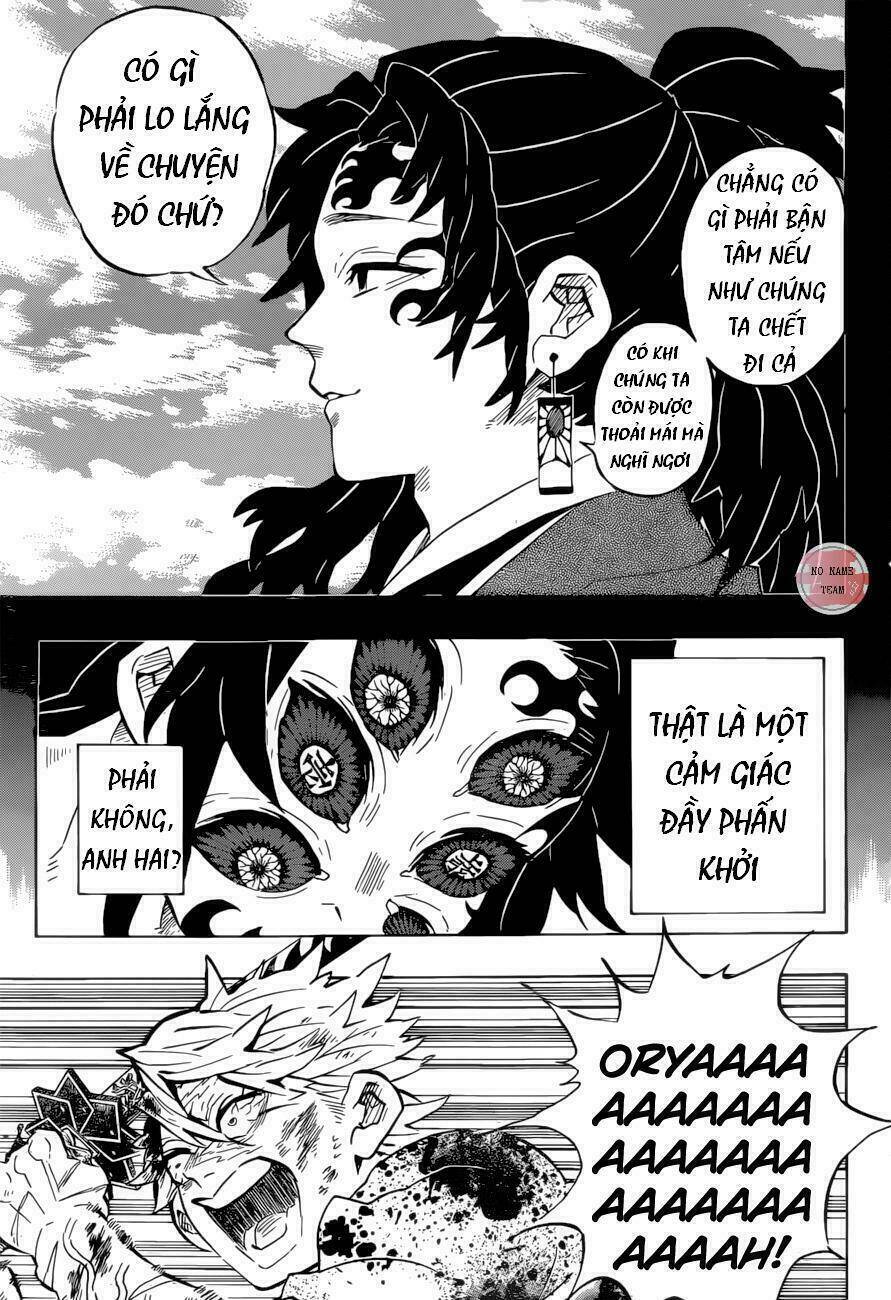 CÓ GÌ
PHẢI LO LẮNG
VỀ CHUYỆN
ĐÓ CHỨ?
CHẲNG CÓ
GÌ PHẢI BẬN
TÂM NẾU
NHƯ CHÚNG
TA CHẾT
ĐI CẢ
CÓ KHI
CHÚNG TA
CÒN ĐƯỢC
THOẢI MÁI MÀ
NGHĨ NGƠI
NO NAME
TEAM
THẬT LÀ MỘT
CẢM GIÁC
ĐẦY PHẤN
KHỞI
PHẢI
KHÔNG,
ANH HAI?
ORYAAAA
AAAAAAA
AAAAAAA
AAAAAAA
AAAAH!